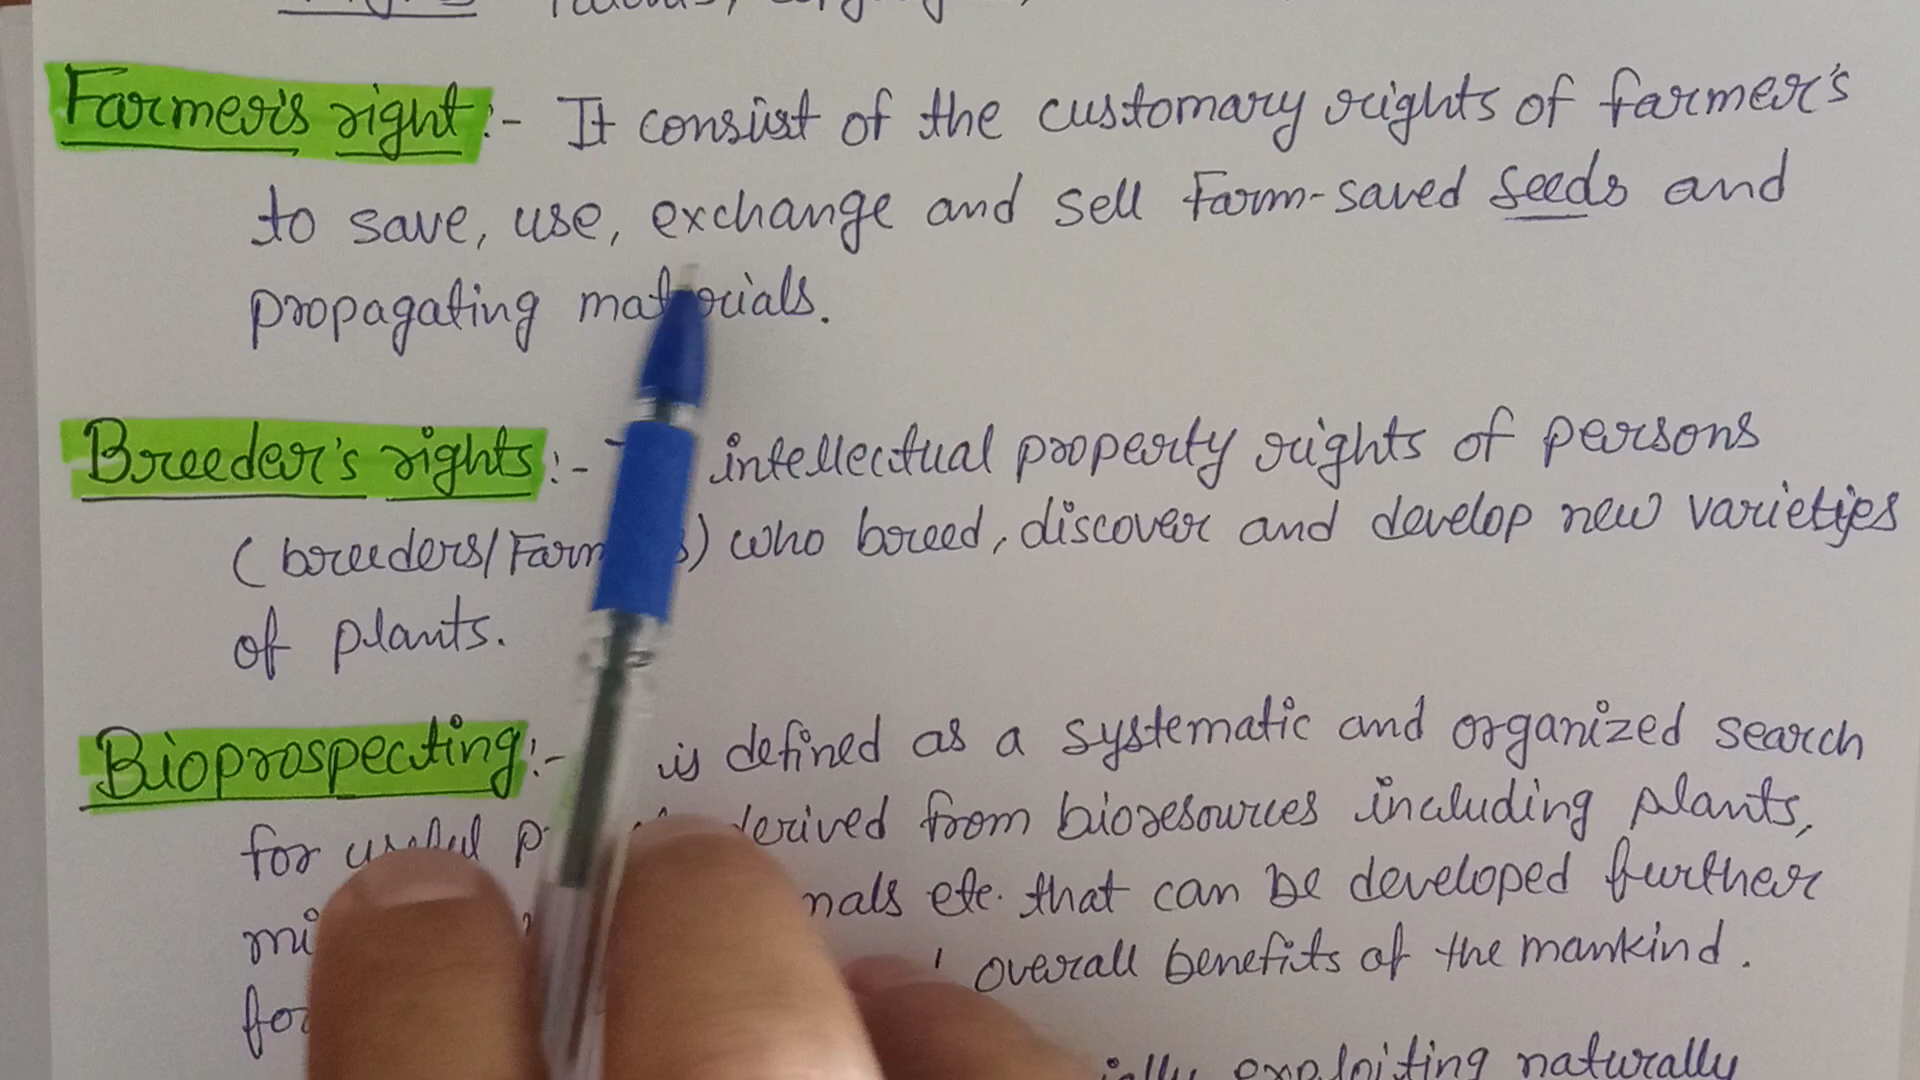 Farmer's right :- It consist of the customary rights of farmer's
to save, use, exchange and sell Farm-saved seeds and
propagating materials.
Breeder's rights :- intellectual property rights of persons
(breeders/Farmers) who breed, discover and develop new varieties
of plants.
Bioprospecting :- is defined as a systematic and organized search
for useful derived from bioresources including plants,
etc. that can be developed further
overall benefits of the mankind.
exploiting naturally